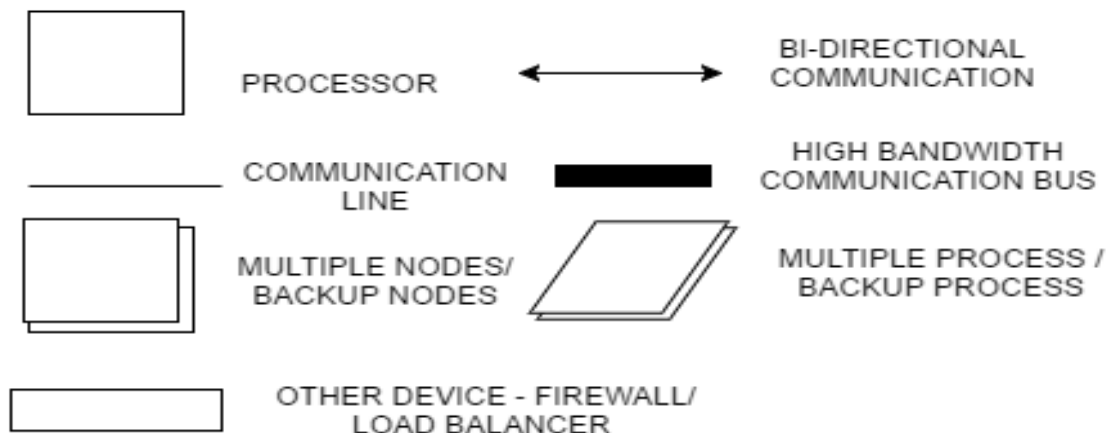 PROCESSOR
BI-DIRECTIONAL
COMMUNICATION
COMMUNICATION
LINE
HIGH BANDWIDTH
COMMUNICATION BUS
MULTIPLE NODES/
BACKUP NODES
MULTIPLE PROCESS /
BACKUP PROCESS
OTHER DEVICE - FIREWALL/
LOAD BALANCER